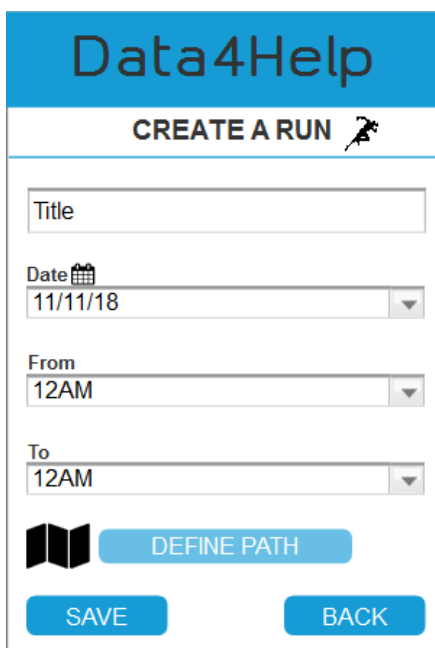 Data4Help
CREATE A RUN
Title
Date
11/11/18
From
12AM
To
12AM
DEFINE PATH
SAVE BACK